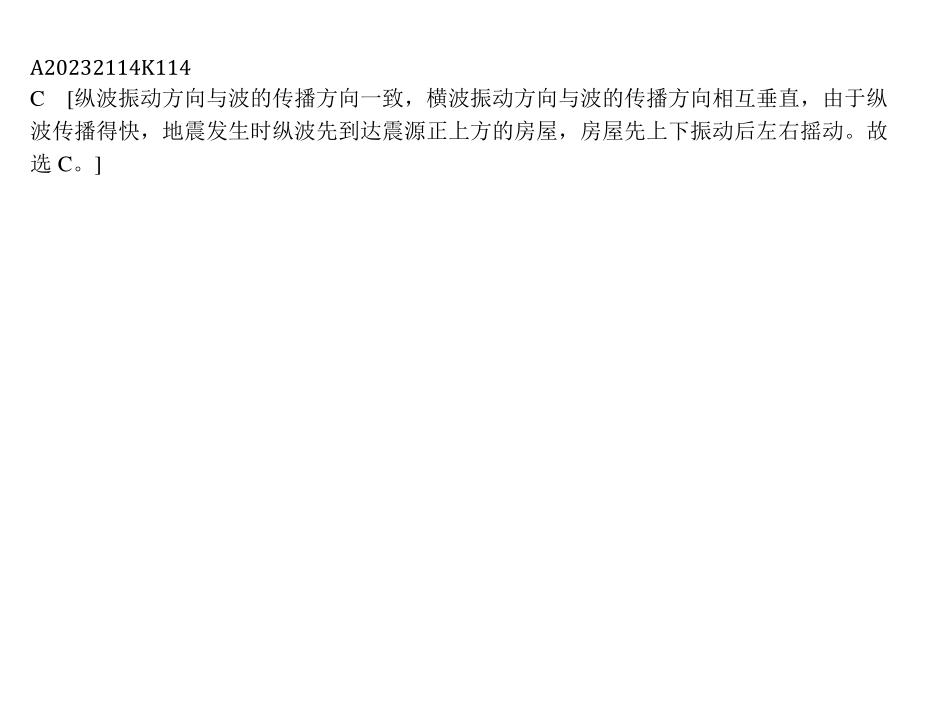 A20232114K114
C [纵波振动方向与波的传播方向一致，横波振动方向与波的传播方向相互垂直，由于纵
波传播得快，地震发生时纵波先到达震源正上方的房屋，房屋先上下振动后左右摇动。故
选 C。]